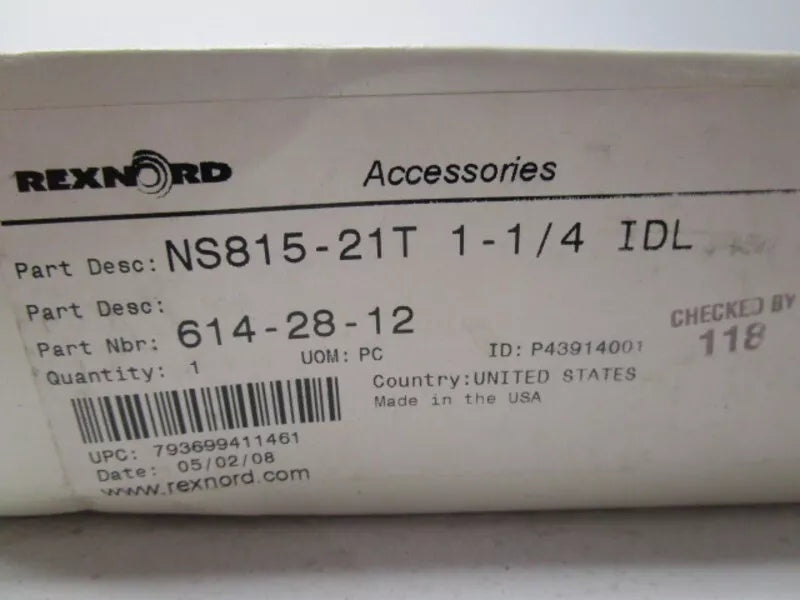 REXNORD Accessories
Part Desc: NS815-21T 1-1/4 IDL
Part Desc:
Part Nbr: 614-28-12
Quantity: 1 UOM: PC ID: P43914001
Country: UNITED STATES
Made in the USA
UPC: 793699411461
Date: 05/02/08
www.rexnord.com
CHECKED BY
118